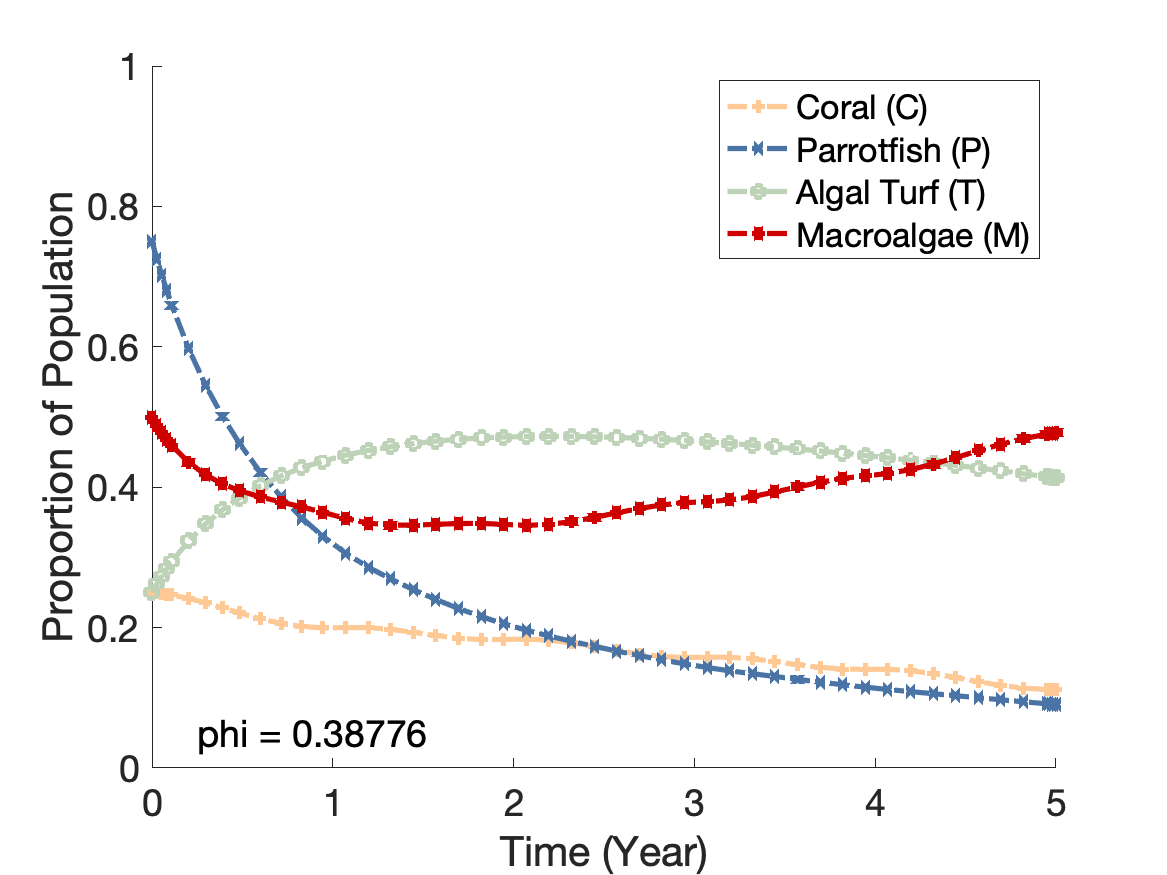 1
0.8
0.6
0.4
0.2
0
Proportion of Population
Coral (C)
Parrotfish (P)
Algal Turf (T)
Macroalgae (M)
phi = 0.38776
0 1 2 3 4 5
Time (Year)